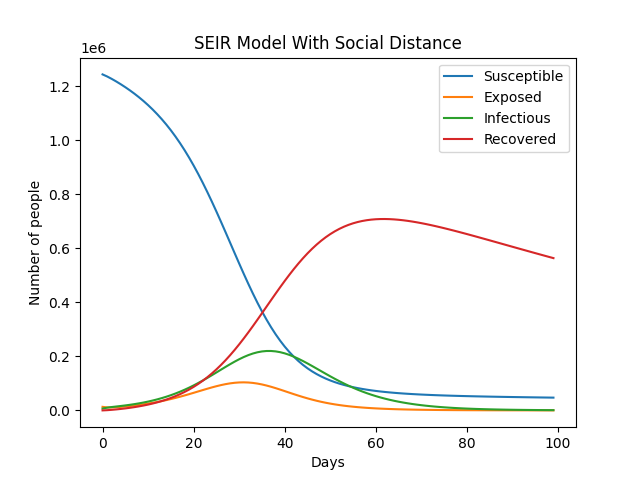 SEIR Model With Social Distance
1e6
Susceptible
Exposed
Infectious
Recovered
Number of people
1.2
1.0
0.8
0.6
0.4
0.2
0.0
0 20 40 60 80 100
Days